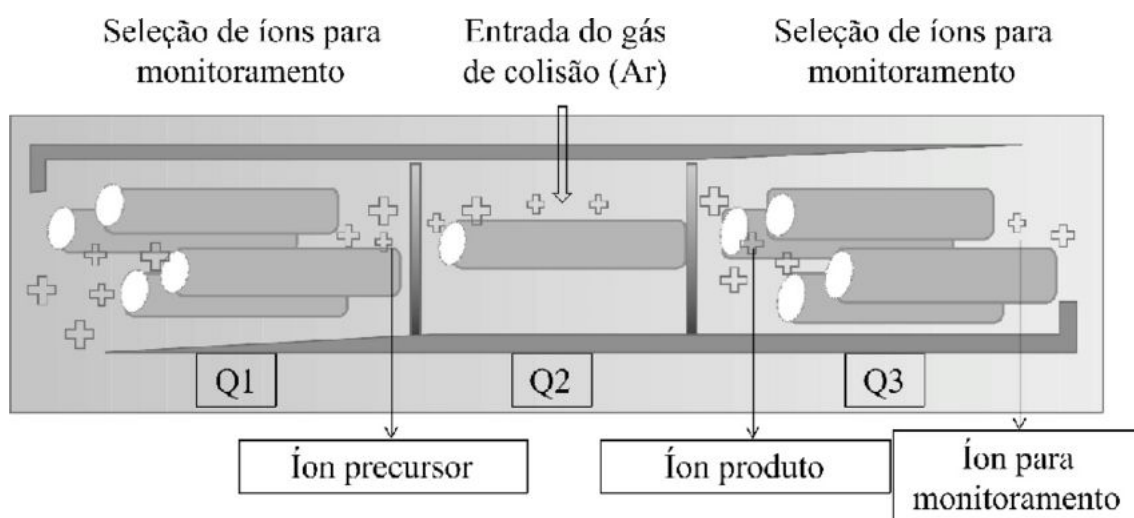 Seleção de íons para
monitoramento
Entrada do gás
de colisão (Ar)
Seleção de íons para
monitoramento
Q1
Q2
Q3
Íon precursor
Íon produto
Íon para
monitoramento